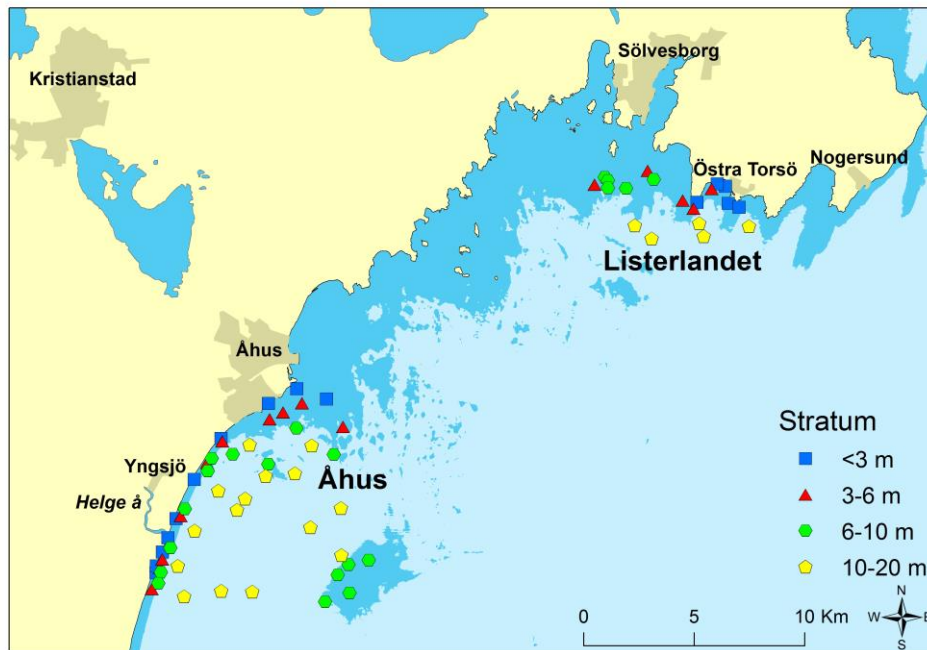 Sölvesborg
Kristianstad
Östra Torsö
Nogersund
Listerlandet
Åhus
Stratum
<3 m
Yngsjö
Åhus
3-6 m
Helge å
6-10 m
10-20 m
0 5 10 Km
N
W E
S